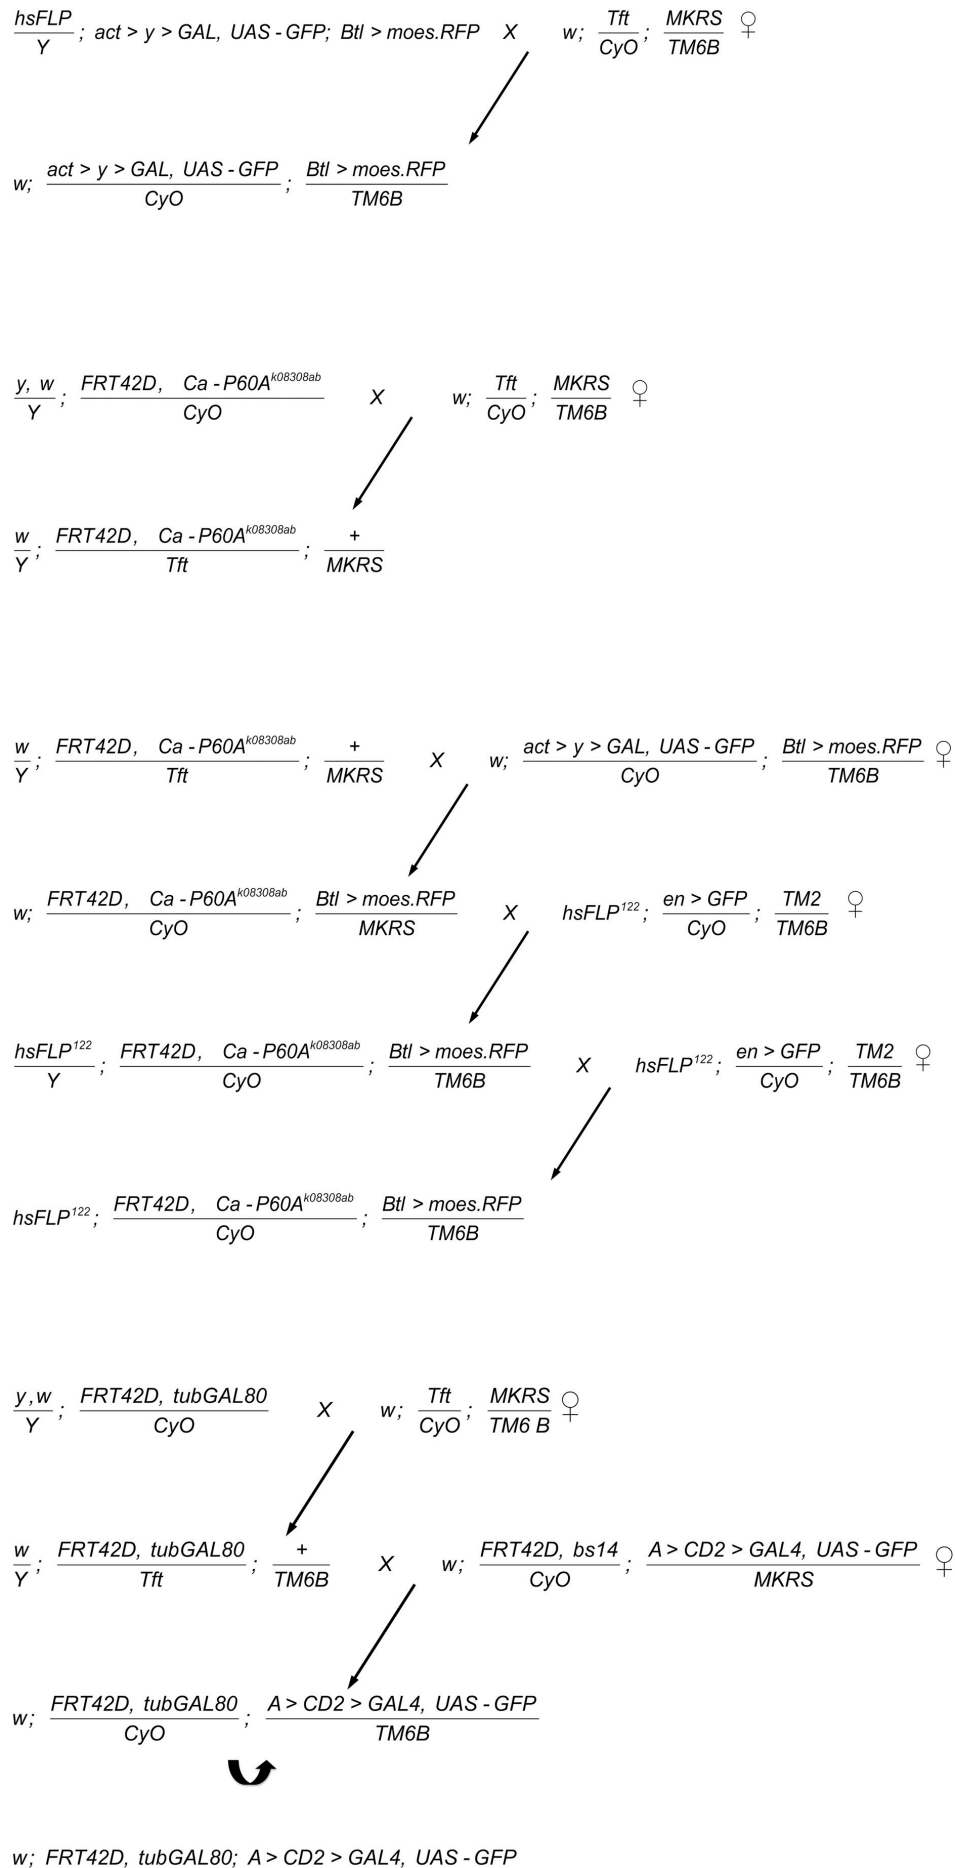 hsFLP/Y ; act > y > GAL, UAS - GFP; Btl > moes.RFP X w; Tft/CyO ; MKRS/TM6B ♀
w; act > y > GAL, UAS - GFP/CyO ; Btl > moes.RFP/TM6B
y, w/Y ; FRT42D, Ca - P60A^k08308ab/CyO X w; Tft/CyO ; MKRS/TM6B ♀
w/Y ; FRT42D, Ca - P60A^k08308ab/Tft ; +/MKRS
w/Y ; FRT42D, Ca - P60A^k08308ab/Tft ; +/MKRS X w; act > y > GAL, UAS - GFP/CyO ; Btl > moes.RFP/TM6B ♀
w; FRT42D, Ca - P60A^k08308ab/CyO ; Btl > moes.RFP/MKRS X hsFLP^122 ; en > GFP/CyO ; TM2/TM6B ♀
hsFLP^122/Y ; FRT42D, Ca - P60A^k08308ab/CyO ; Btl > moes.RFP/TM6B X hsFLP^122 ; en > GFP/CyO ; TM2/TM6B ♀
hsFLP^122 ; FRT42D, Ca - P60A^k08308ab/CyO ; Btl > moes.RFP/TM6B
y,w/Y ; FRT42D, tubGAL80/CyO X w; Tft/CyO ; MKRS/TM6 B ♀
w/Y ; FRT42D, tubGAL80/Tft ; +/TM6B X w; FRT42D, bs14/CyO ; A > CD2 > GAL4, UAS - GFP/MKRS ♀
w; FRT42D, tubGAL80/CyO ; A > CD2 > GAL4, UAS - GFP/TM6B
w; FRT42D, tubGAL80; A > CD2 > GAL4, UAS - GFP